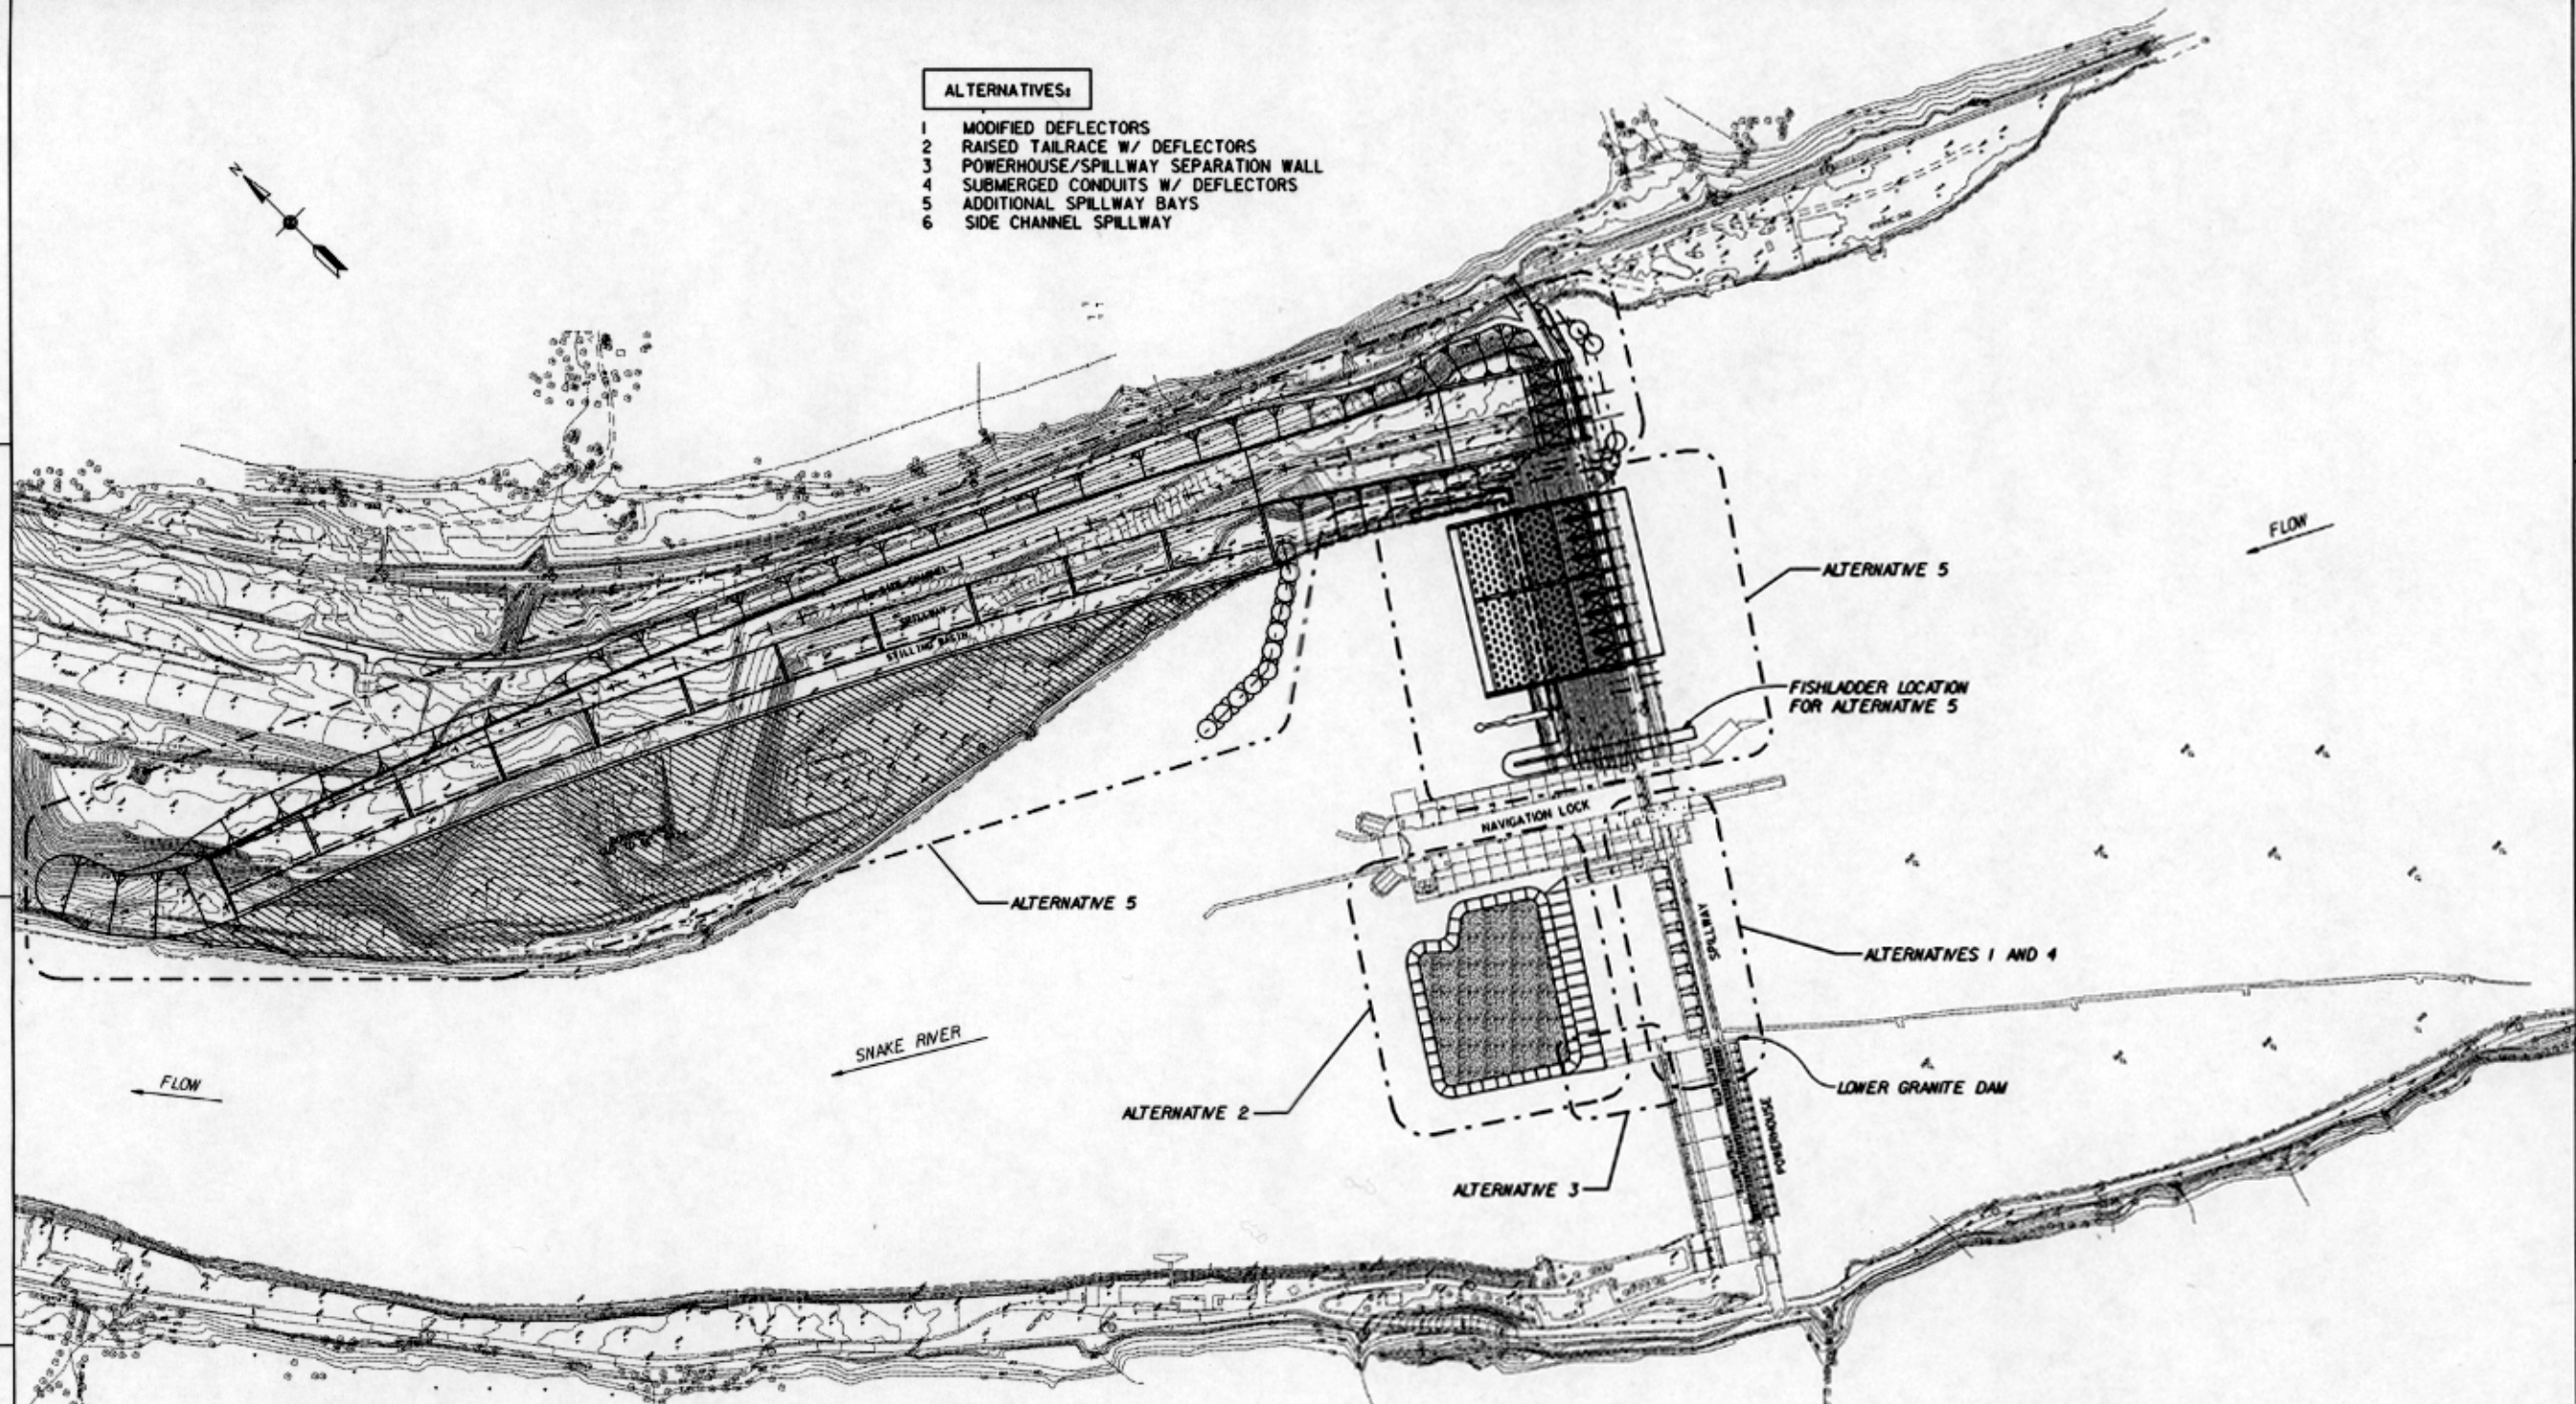 ALTERNATIVES:
1 MODIFIED DEFLECTORS
2 RAISED TAILRACE W/ DEFLECTORS
3 POWERHOUSE/SPILLWAY SEPARATION WALL
4 SUBMERGED CONDUITS W/ DEFLECTORS
5 ADDITIONAL SPILLWAY BAYS
6 SIDE CHANNEL SPILLWAY
N
FLOW
ALTERNATIVE 5
SIDE CHANNEL
SPILLWAY
STILLING BASIN
FISHLADDER LOCATION
FOR ALTERNATIVE 5
NAVIGATION LOCK
ALTERNATIVE 5
SPILLWAY
ALTERNATIVES 1 AND 4
SNAKE RIVER
FLOW
LOWER GRANITE DAM
ALTERNATIVE 2
POWERHOUSE
ALTERNATIVE 3